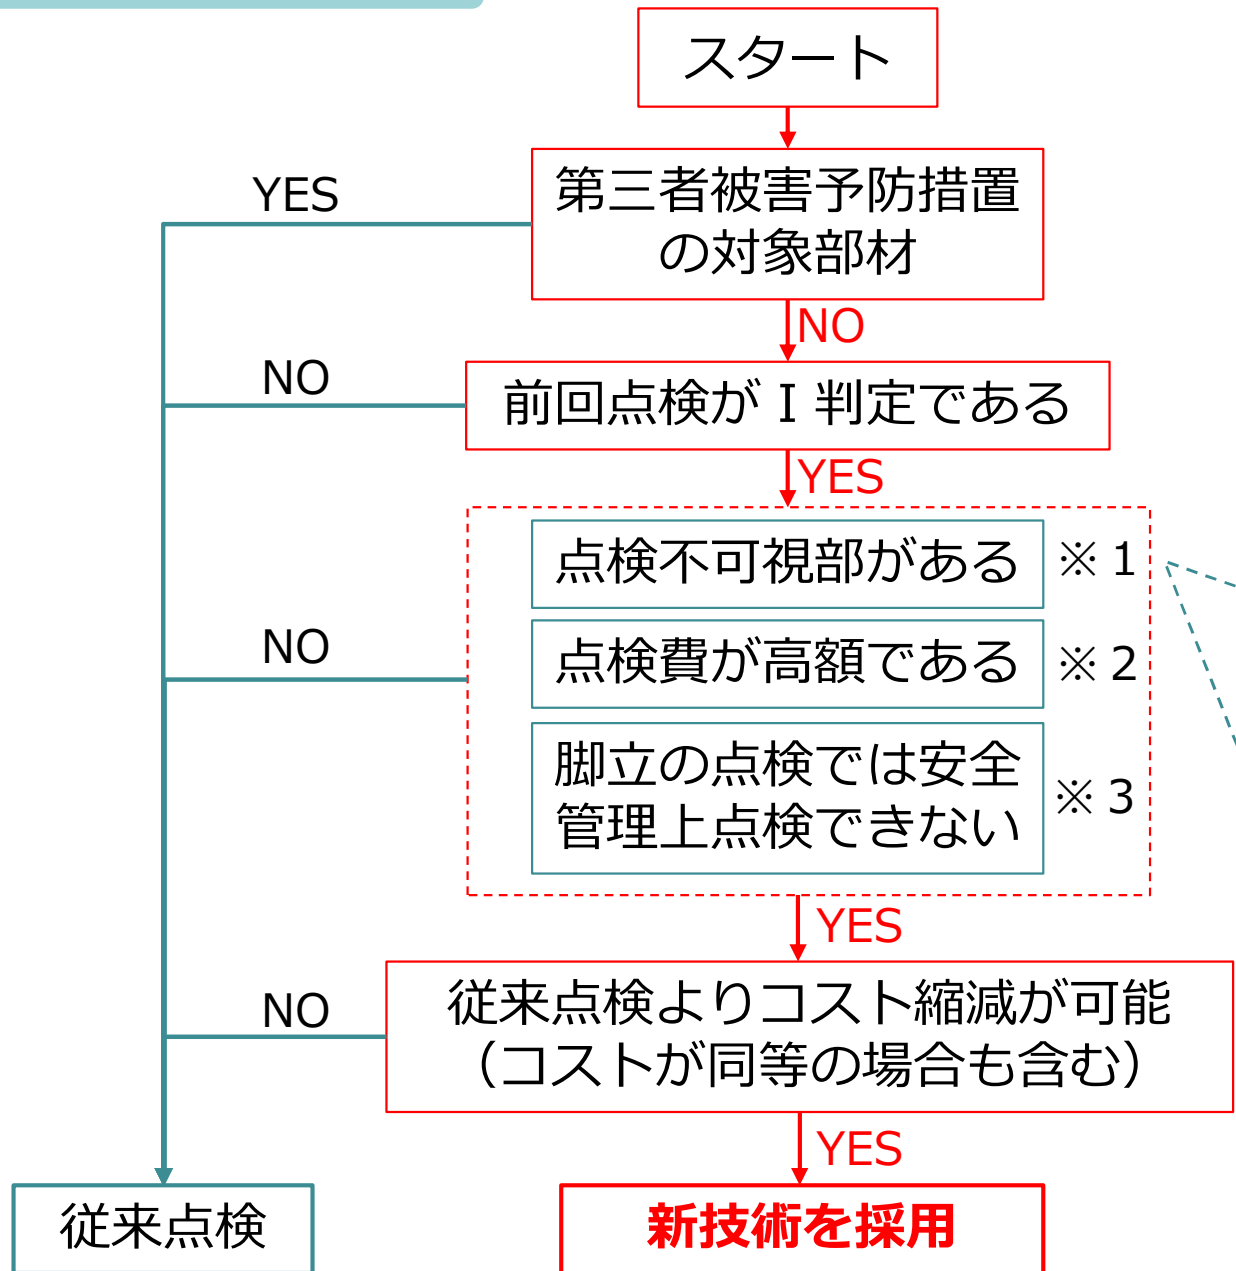 スタート
YES
第三者被害予防措置
の対象部材
NO
NO
前回点検がⅠ判定である
YES
点検不可視部がある
※1
NO
点検費が高額である
※2
脚立の点検では安全
管理上点検できない
※3
YES
NO
従来点検よりコスト縮減が可能
（コストが同等の場合も含む）
YES
従来点検
新技術を採用